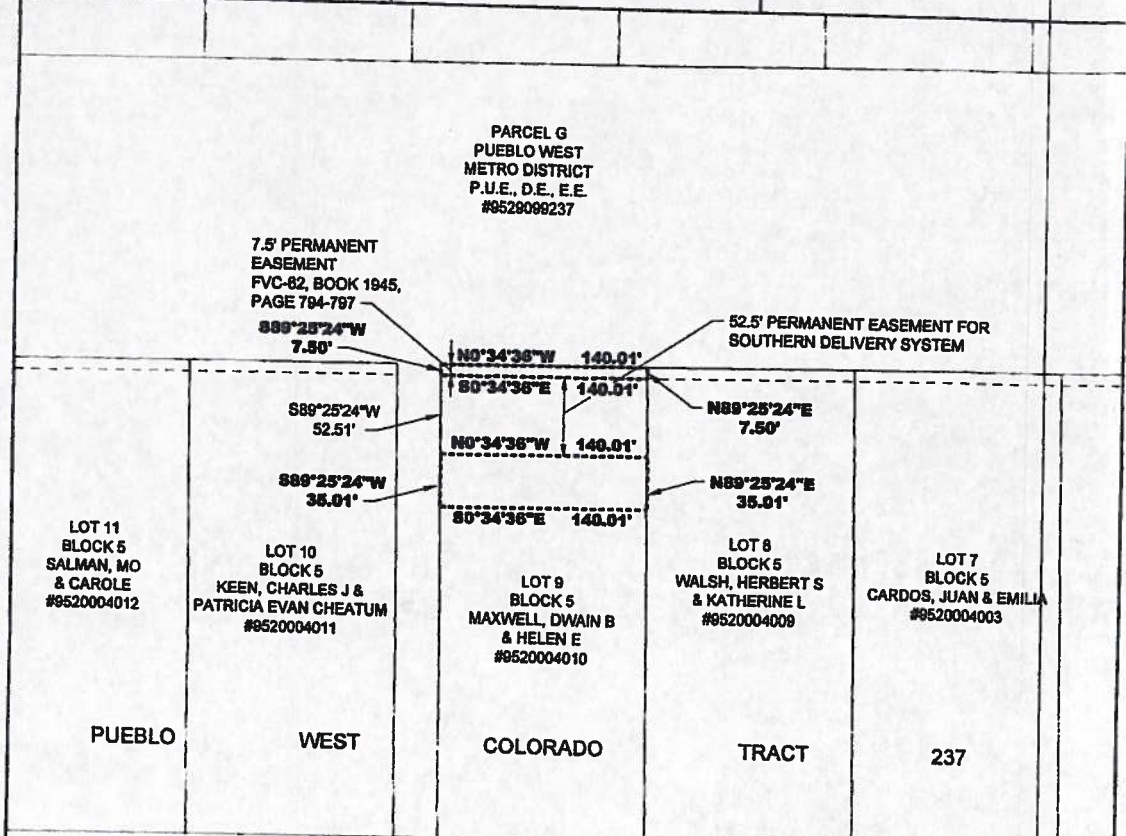 PARCEL G
PUEBLO WEST
METRO DISTRICT
P.U.E., D.E., E.E.
#9529099237
7.5' PERMANENT
EASEMENT
FVC-62, BOOK 1945,
PAGE 794-797
S89°25'24"W
7.50'
52.5' PERMANENT EASEMENT FOR
SOUTHERN DELIVERY SYSTEM
N0°34'36"W 140.01'
S0°34'36"E 140.01'
N89°25'24"E
7.50'
S89°25'24"W
52.51'
N0°34'36"W 140.01'
S89°25'24"W
35.01'
N89°25'24"E
35.01'
S0°34'36"E 140.01'
LOT 11
BLOCK 5
SALMAN, MO
& CAROLE
#9520004012
LOT 10
BLOCK 5
KEEN, CHARLES J &
PATRICIA EVAN CHEATUM
#9520004011
LOT 9
BLOCK 5
MAXWELL, DWAIN B
& HELEN E
#9520004010
LOT 8
BLOCK 5
WALSH, HERBERT S
& KATHERINE L
#9520004009
LOT 7
BLOCK 5
CARDOS, JUAN & EMILIA
#9520004003
PUEBLO WEST COLORADO TRACT 237